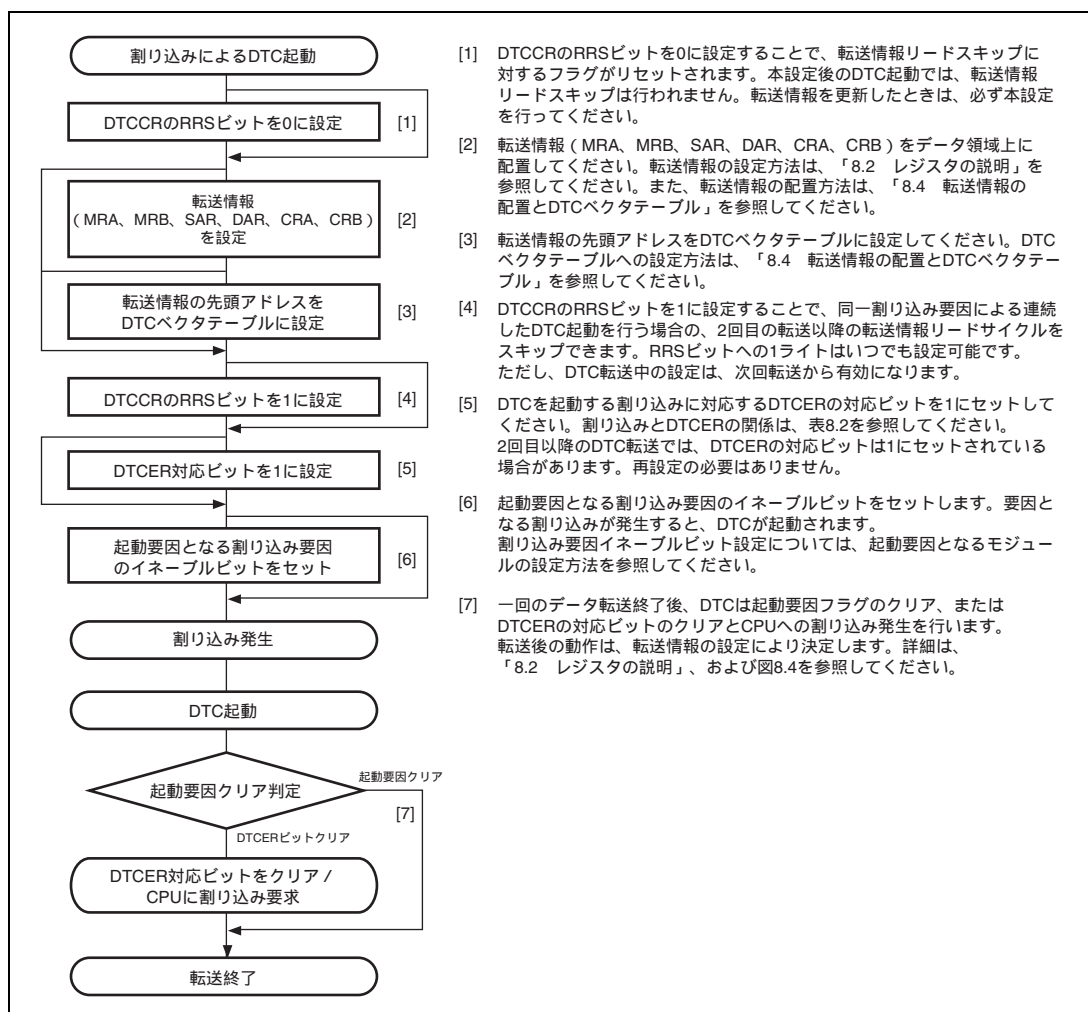 割り込みによるDTC起動
DTCCRのRRSビットを0に設定
[1]
転送情報
(MRA、MRB、SAR、DAR、CRA、CRB)
を設定
[2]
転送情報の先頭アドレスを
DTCベクタテーブルに設定
[3]
DTCCRのRRSビットを1に設定
[4]
DTCER対応ビットを1に設定
[5]
起動要因となる割り込み要因
のイネーブルビットをセット
[6]
割り込み発生
DTC起動
起動要因クリア判定
起動要因クリア
[7]
DTCERビットクリア
DTCER対応ビットをクリア /
CPUに割り込み要求
転送終了
[1] DTCCRのRRSビットを0に設定することで、転送情報リードスキップに
対するフラグがリセットされます。本設定後のDTC起動では、転送情報
リードスキップは行われません。転送情報を更新したときは、必ず本設定
を行ってください。
[2] 転送情報(MRA、MRB、SAR、DAR、CRA、CRB)をデータ領域上に
配置してください。転送情報の設定方法は、「8.2 レジスタの説明」を
参照してください。また、転送情報の配置方法は、「8.4 転送情報の
配置とDTCベクタテーブル」を参照してください。
[3] 転送情報の先頭アドレスをDTCベクタテーブルに設定してください。DTC
ベクタテーブルへの設定方法は、「8.4 転送情報の配置とDTCベクタテー
ブル」を参照してください。
[4] DTCCRのRRSビットを1に設定することで、同一割り込み要因による連続
したDTC起動を行う場合の、2回目の転送以降の転送情報リードサイクルを
スキップできます。RRSビットへの1ライトはいつでも設定可能です。
ただし、DTC転送中の設定は、次回転送から有効になります。
[5] DTCを起動する割り込みに対応するDTCERの対応ビットを1にセットして
ください。割り込みとDTCERの関係は、表8.2を参照してください。
2回目以降のDTC転送では、DTCERの対応ビットは1にセットされている
場合があります。再設定の必要はありません。
[6] 起動要因となる割り込み要因のイネーブルビットをセットします。要因と
なる割り込みが発生すると、DTCが起動されます。
割り込み要因イネーブルビット設定については、起動要因となるモジュー
ルの設定方法を参照してください。
[7] 一回のデータ転送終了後、DTCは起動要因フラグのクリア、または
DTCERの対応ビットのクリアとCPUへの割り込み発生を行います。
転送後の動作は、転送情報の設定により決定します。詳細は、
「8.2 レジスタの説明」、および図8.4を参照してください。